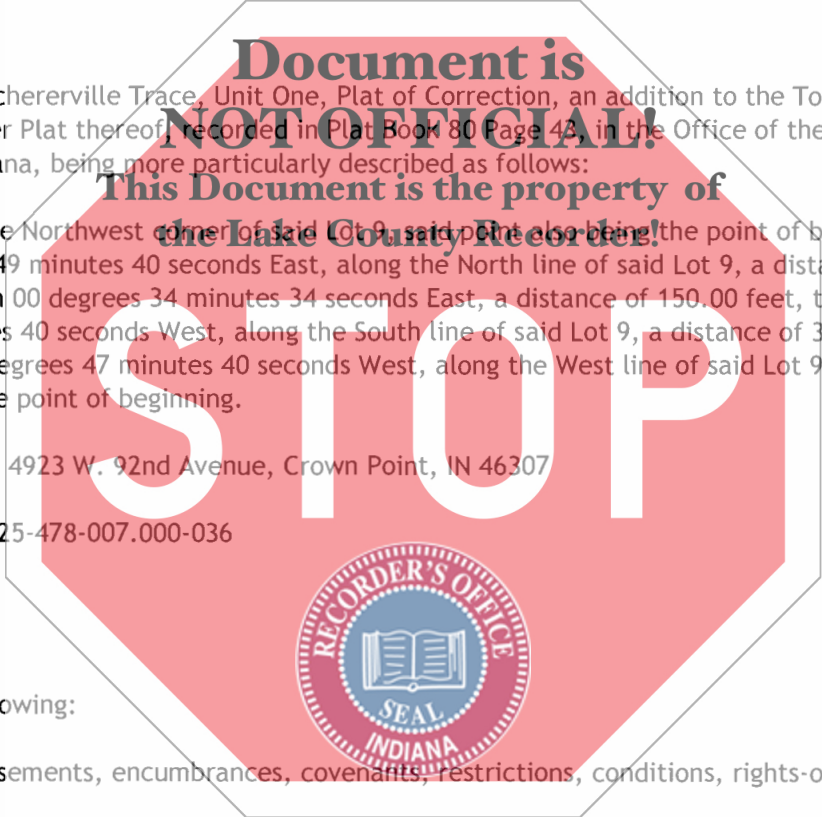 Document is
chererville Trace, Unit One, Plat of Correction, an addition to the To
r Plat thereof, recorded in Plat Book 80 Page 43, in the Office of the
NOT OFFICIAL!
na, being more particularly described as follows:
This Document is the property of
e Northwest corner of said Lot 9, said point also being the point of b
the Lake County Recorder!
49 minutes 40 seconds East, along the North line of said Lot 9, a dista
00 degrees 34 minutes 34 seconds East, a distance of 150.00 feet, t
s 40 seconds West, along the South line of said Lot 9, a distance of 3
egrees 47 minutes 40 seconds West, along the West line of said Lot 9
e point of beginning.
STOP
4923 W. 92nd Avenue, Crown Point, IN 46307
25-478-007.000-036
RECORDER'S OFFICE
SEAL
INDIANA
owing:
sements, encumbrances, covenants, restrictions, conditions, rights-o